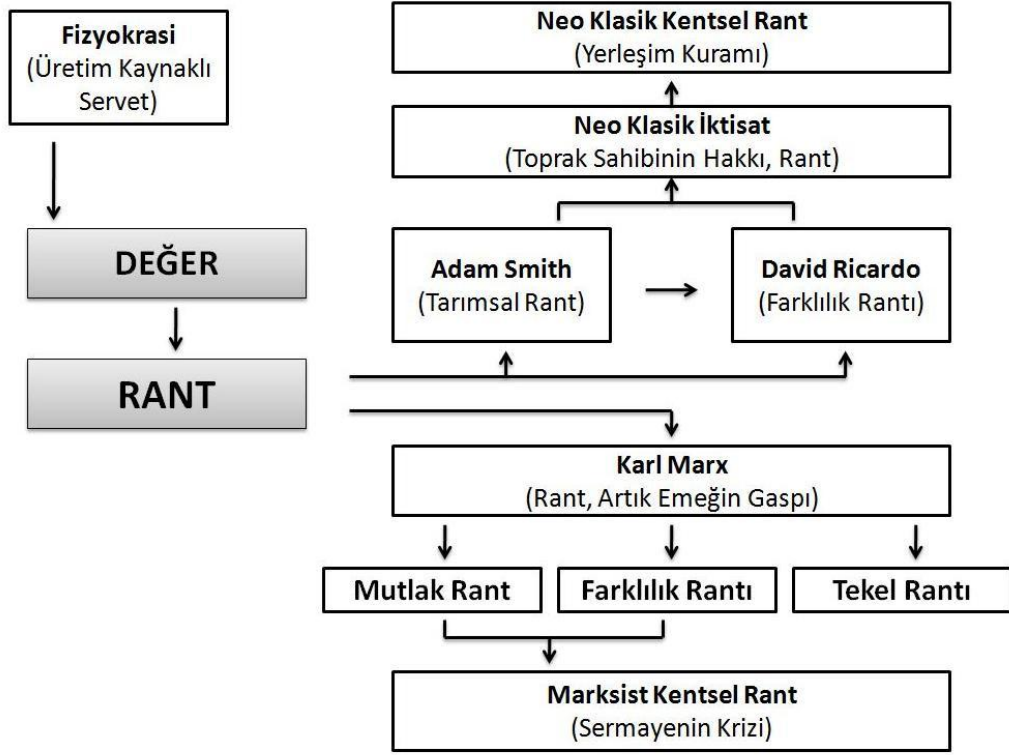 Fizyokrasi
(Üretim Kaynaklı
Servet)
DEĞER
RANT
Neo Klasik Kentsel Rant
(Yerleşim Kuramı)
Neo Klasik İktisat
(Toprak Sahibinin Hakkı, Rant)
Adam Smith
(Tarımsal Rant)
David Ricardo
(Farklılık Rantı)
Karl Marx
(Rant, Artık Emeğin Gaspı)
Mutlak Rant
Farklılık Rantı
Tekel Rantı
Marksist Kentsel Rant
(Sermayenin Krizi)